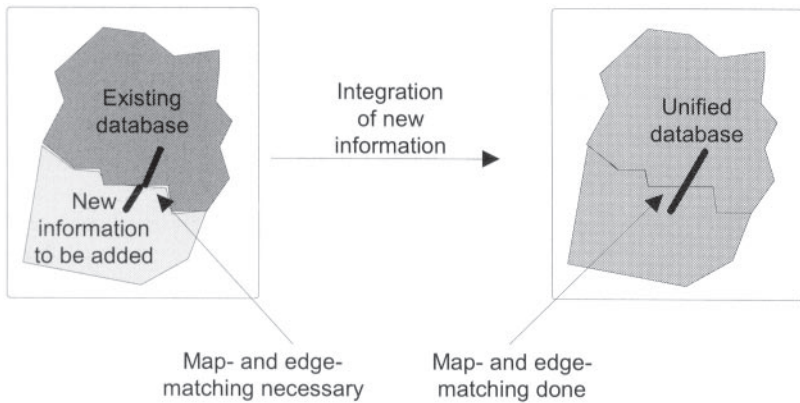 Existing
database
New
information
to be added
Integration
of new
information
Unified
database
Map- and edge-
matching necessary
Map- and edge-
matching done